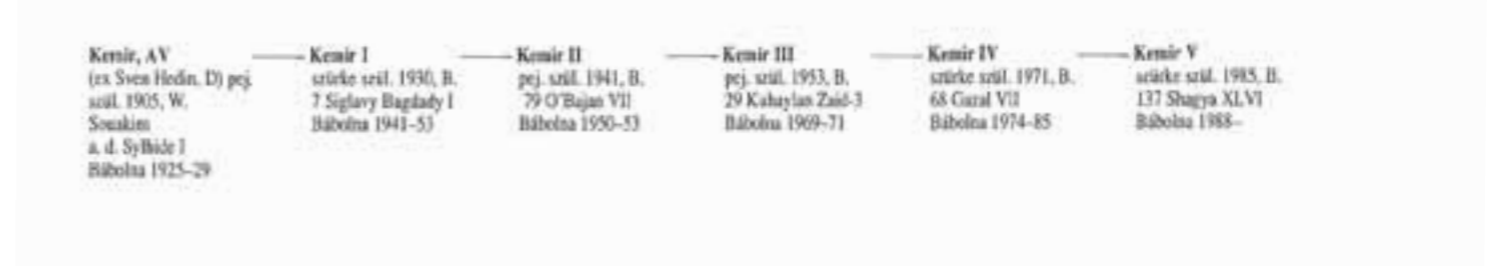 Kemir, AV
(ex Sven Hedin, D) pej
szül. 1905, W.
Souakim
a. d. Sylhide I
Bábolna 1925–29
Kemir I
szürke szül. 1930, B.
7 Siglavy Bagdady I
Bábolna 1941–53
Kemir II
pej. szül. 1941, B.
79 O'Bajan VII
Bábolna 1950–53
Kemir III
pej. szül. 1953, B.
29 Kuhaylan Zaid-3
Bábolna 1969–71
Kemir IV
szürke szül. 1971, B.
68 Gazal VII
Bábolna 1974–85
Kemir V
szürke szül. 1985, B.
137 Shagya XLVI
Bábolna 1988–